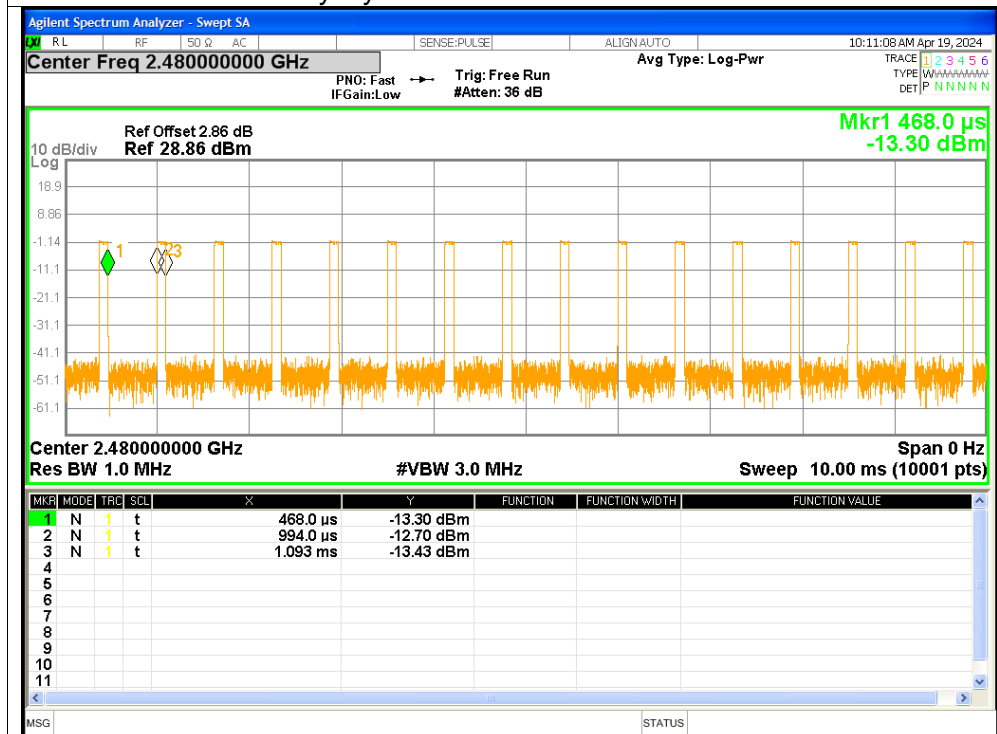 Agilent Spectrum Analyzer - Swept SA
LXI RL RF 50 Ω AC SENSE:PULSE ALIGN AUTO 10:11:08 AM Apr 19, 2024
Center Freq 2.480000000 GHz Avg Type: Log-Pwr TRACE 1 2 3 4 5 6
PNO: Fast Trig: Free Run TYPE
IFGain:Low #Atten: 36 dB DET P N N N N N
Mkr1 468.0 µs
-13.30 dBm
Ref Offset 2.86 dB
10 dB/div Ref 28.86 dBm
Log
18.9
8.86
-1.14
1 2 3
-11.1
-21.1
-31.1
-41.1
-51.1
-61.1
Center 2.480000000 GHz Span 0 Hz
Res BW 1.0 MHz #VBW 3.0 MHz Sweep 10.00 ms (10001 pts)
MKR MODE TRC SCL X Y FUNCTION FUNCTION WIDTH FUNCTION VALUE
1 N 1 t 468.0 µs -13.30 dBm
2 N 1 t 994.0 µs -12.70 dBm
3 N 1 t 1.093 ms -13.43 dBm
4
5
6
7
8
9
10
11
MSG STATUS